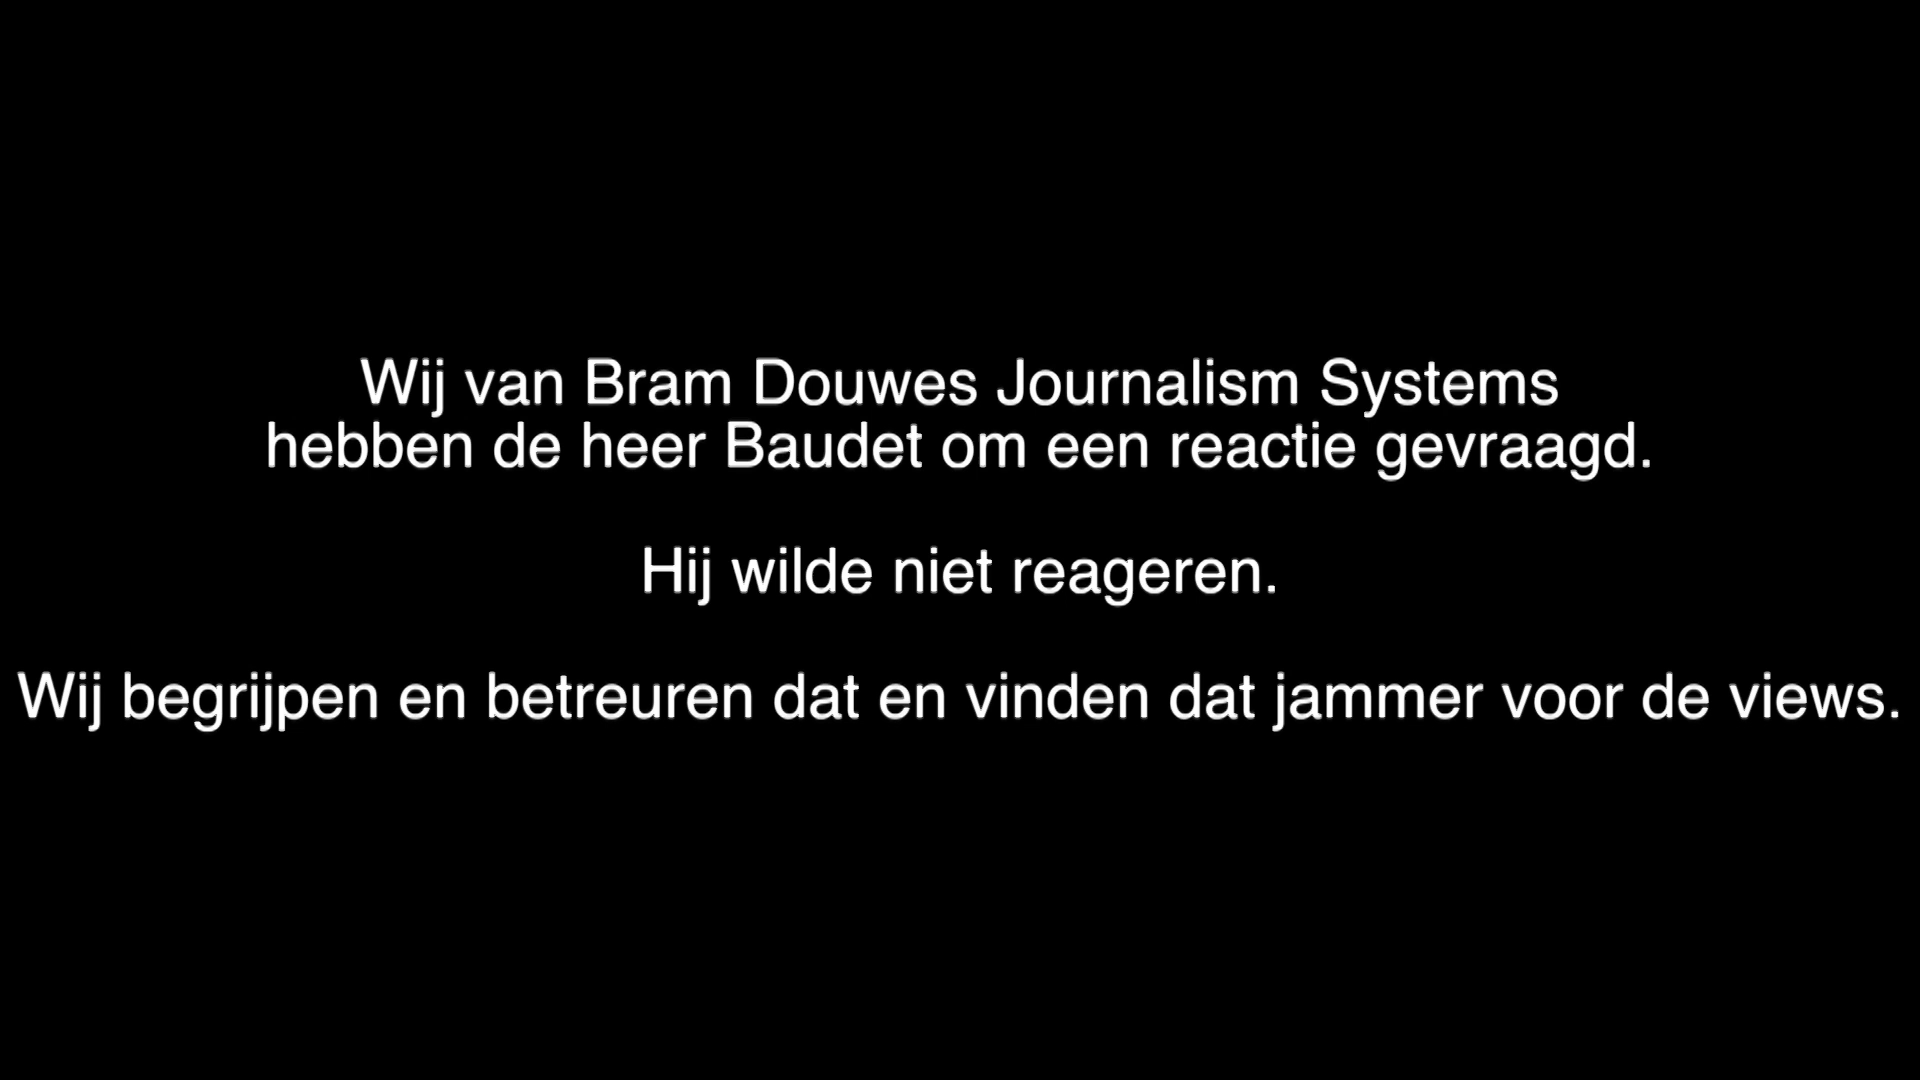 Wij van Bram Douwes Journalism Systems
hebben de heer Baudet om een reactie gevraagd.
Hij wilde niet reageren.
Wij begrijpen en betreuren dat en vinden dat jammer voor de views.